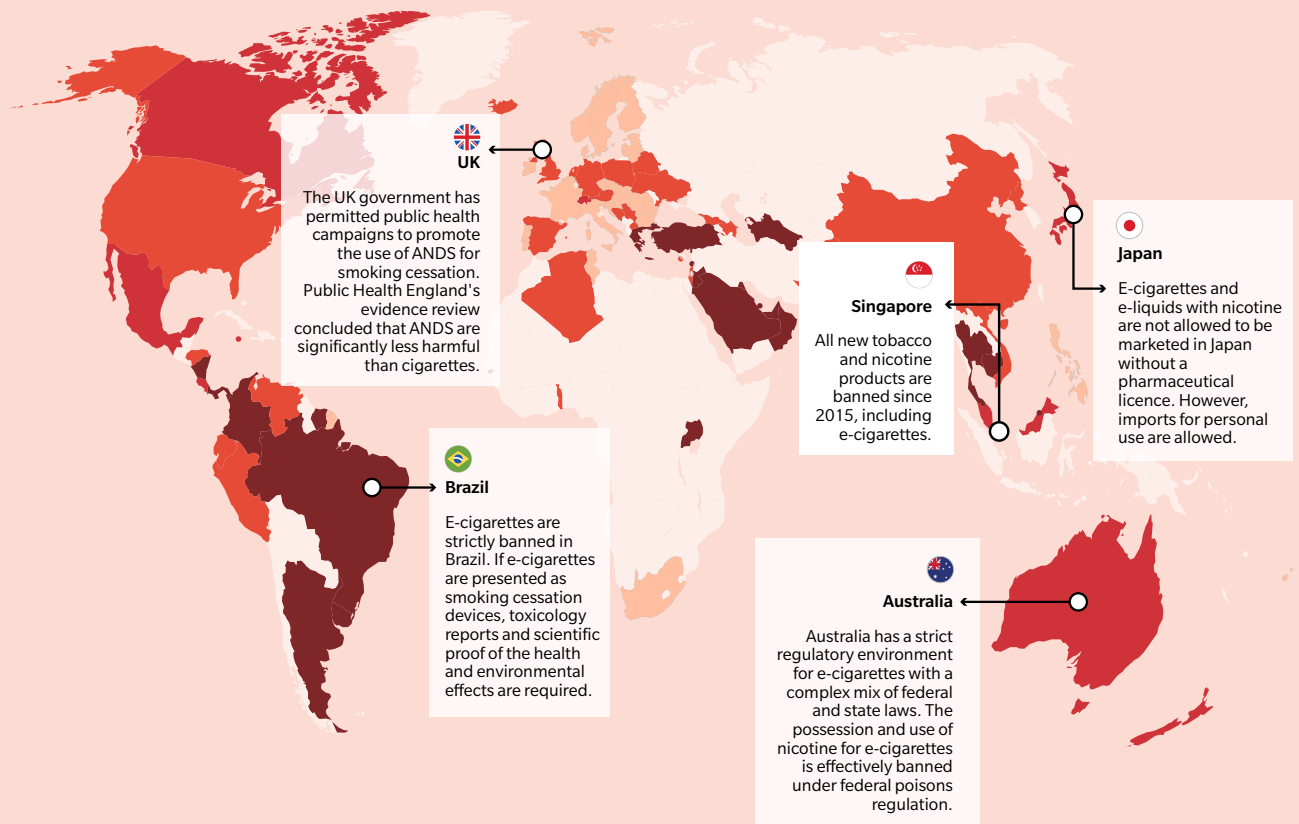 UK
The UK government has
permitted public health
campaigns to promote
the use of ANDS for
smoking cessation.
Public Health England's
evidence review
concluded that ANDS are
significantly less harmful
than cigarettes.
Japan
E-cigarettes and
e-liquids with nicotine
are not allowed to be
marketed in Japan
without a
pharmaceutical
licence. However,
imports for personal
use are allowed.
Singapore
All new tobacco
and nicotine
products are
banned since
2015, including
e-cigarettes.
Brazil
E-cigarettes are
strictly banned in
Brazil. If e-cigarettes
are presented as
smoking cessation
devices, toxicology
reports and scientific
proof of the health
and environmental
effects are required.
Australia
Australia has a strict
regulatory environment
for e-cigarettes with a
complex mix of federal
and state laws. The
possession and use of
nicotine for e-cigarettes
is effectively banned
under federal poisons
regulation.